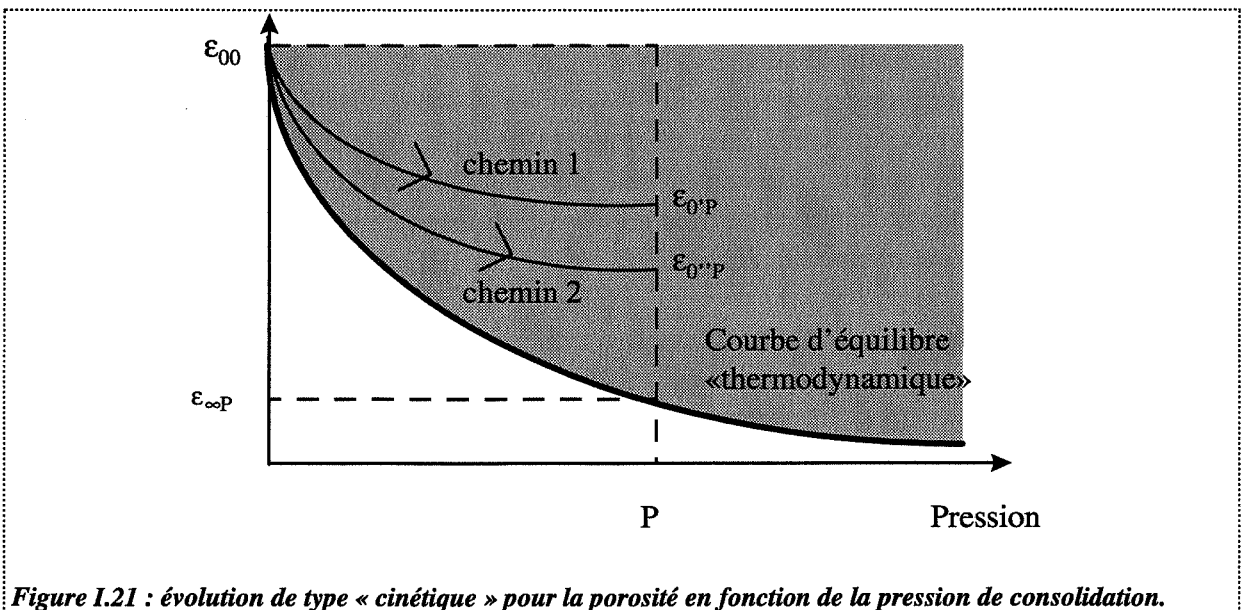 ε00
chemin 1
ε0'P
ε0''P
chemin 2
Courbe d'équilibre
«thermodynamique»
ε∞P
P
Pression
Figure I.21 : évolution de type « cinétique » pour la porosité en fonction de la pression de consolidation.